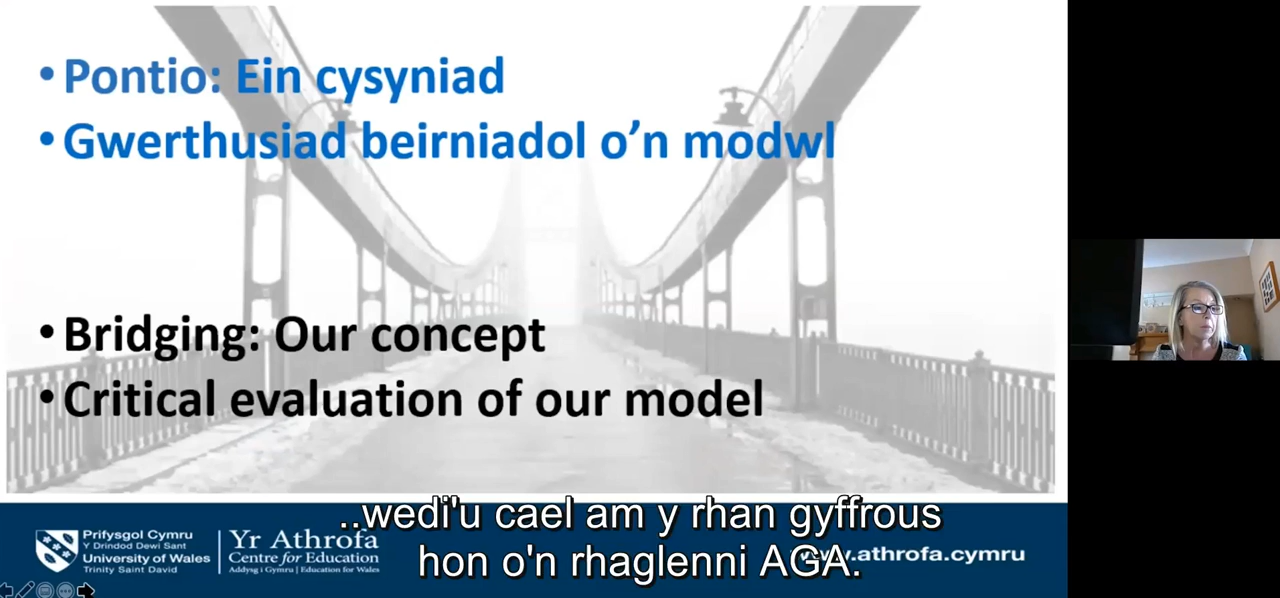 • Pontio: Ein cysyniad
• Gwerthusiad beirniadol o'n modwl
• Bridging: Our concept
• Critical evaluation of our model
..wedi'u cael am y rhan gyffrous
hon o'n rhaglenni AGA.
Prifysgol Cymru
Y Drindod Dewi Sant
University of Wales
Trinity Saint David
Yr Athrofa
Centre for Education
Addysg i Gymru | Education for Wales
www.athrofa.cymru